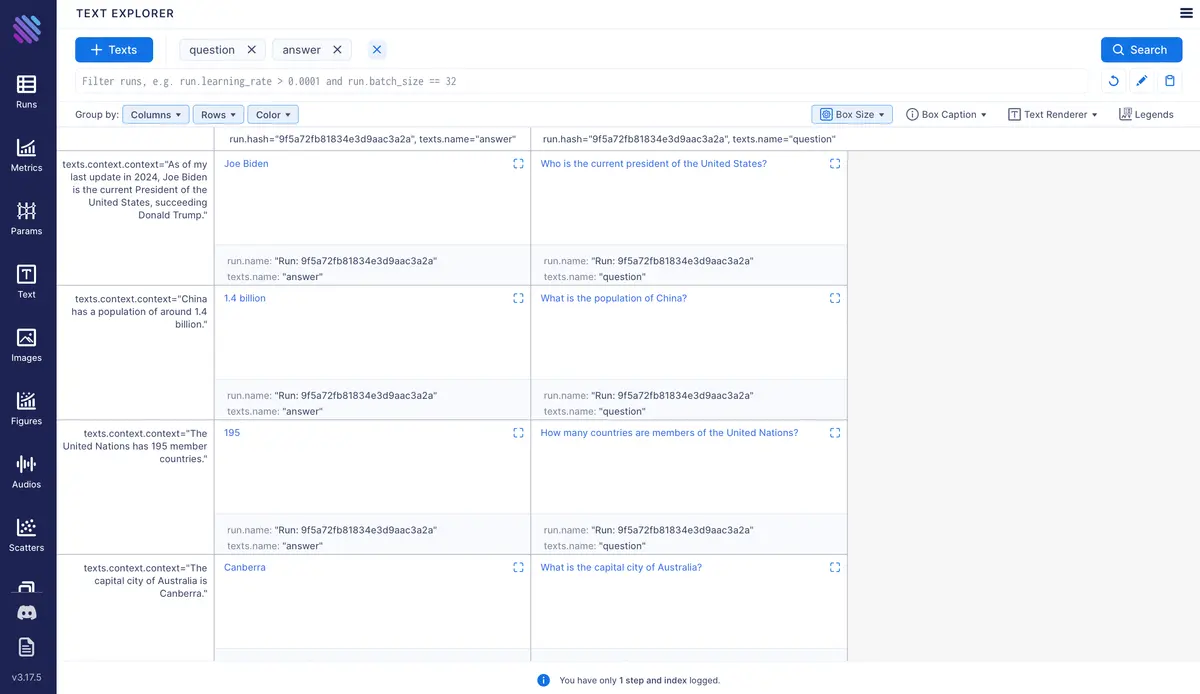 TEXT EXPLORER
Texts
question
answer
Search
Filter runs, e.g. run.learning_rate > 0.0001 and run.batch_size == 32
Group by:
Columns
Rows
Color
Box Size
Box Caption
Text Renderer
Legends
run.hash="9f5a72fb81834e3d9aac3a2a", texts.name="answer"
run.hash="9f5a72fb81834e3d9aac3a2a", texts.name="question"
texts.context.context="As of my
last update in 2024, Joe Biden
is the current President of the
United States, succeeding
Donald Trump."
Joe Biden
run.name: "Run: 9f5a72fb81834e3d9aac3a2a"
texts.name: "answer"
Who is the current president of the United States?
run.name: "Run: 9f5a72fb81834e3d9aac3a2a"
texts.name: "question"
texts.context.context="China
has a population of around 1.4
billion."
1.4 billion
run.name: "Run: 9f5a72fb81834e3d9aac3a2a"
texts.name: "answer"
What is the population of China?
run.name: "Run: 9f5a72fb81834e3d9aac3a2a"
texts.name: "question"
texts.context.context="The
United Nations has 195 member
countries."
195
run.name: "Run: 9f5a72fb81834e3d9aac3a2a"
texts.name: "answer"
How many countries are members of the United Nations?
run.name: "Run: 9f5a72fb81834e3d9aac3a2a"
texts.name: "question"
texts.context.context="The
capital city of Australia is
Canberra."
Canberra
What is the capital city of Australia?
You have only 1 step and index logged.
Runs
Metrics
Params
Text
Images
Figures
Audios
Scatters
v3.17.5